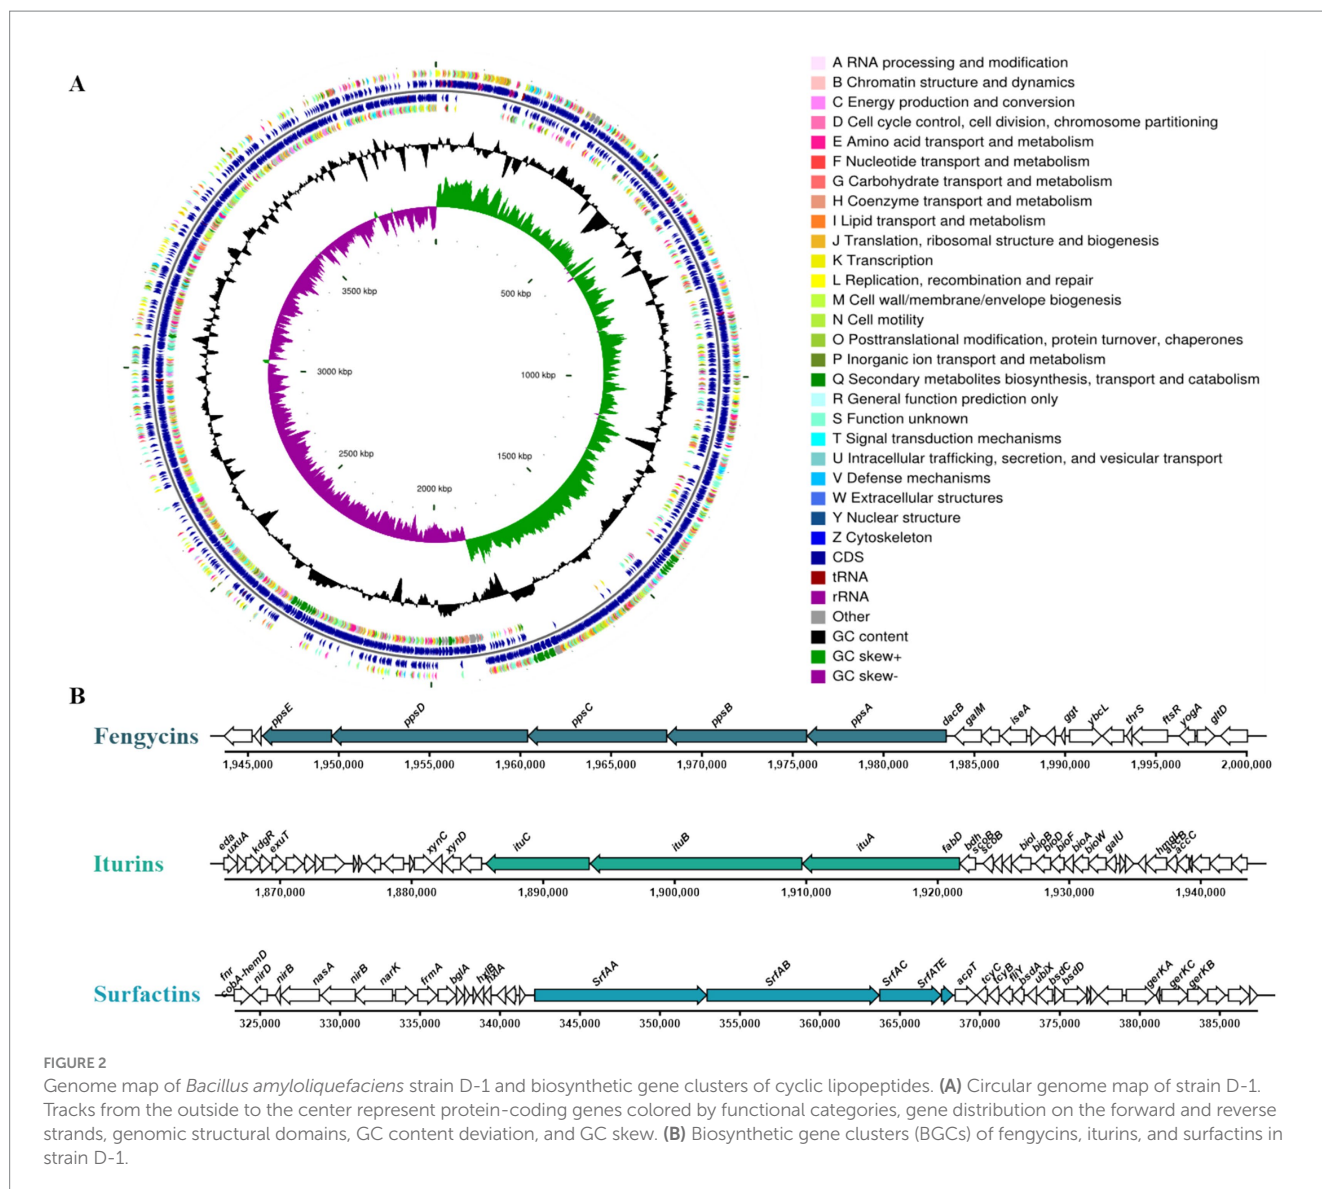 A
A RNA processing and modification
B Chromatin structure and dynamics
C Energy production and conversion
D Cell cycle control, cell division, chromosome partitioning
E Amino acid transport and metabolism
F Nucleotide transport and metabolism
G Carbohydrate transport and metabolism
H Coenzyme transport and metabolism
I Lipid transport and metabolism
J Translation, ribosomal structure and biogenesis
K Transcription
L Replication, recombination and repair
M Cell wall/membrane/envelope biogenesis
N Cell motility
O Posttranslational modification, protein turnover, chaperones
P Inorganic ion transport and metabolism
Q Secondary metabolites biosynthesis, transport and catabolism
R General function prediction only
S Function unknown
T Signal transduction mechanisms
U Intracellular trafficking, secretion, and vesicular transport
V Defense mechanisms
W Extracellular structures
Y Nuclear structure
Z Cytoskeleton
CDS
tRNA
rRNA
Other
GC content
GC skew+
GC skew-
500 kbp
1000 kbp
1500 kbp
2000 kbp
2500 kbp
3000 kbp
3500 kbp
B
Fengycins
ppsE ppsD ppsC ppsB ppsA dacB galM iseA ggt ybcL thrS ftsR yogA gltD
1,945,000 1,950,000 1,955,000 1,960,000 1,965,000 1,970,000 1,975,000 1,980,000 1,985,000 1,990,000 1,995,000 2,000,000
Iturins
eda uxuA kdgR exuT xynC xynD ituC ituB ituA fabD bdh scoB scoB bioI bioB bioD bioF bioA bioW galU hmgL accB accC
1,870,000 1,880,000 1,890,000 1,900,000 1,910,000 1,920,000 1,930,000 1,940,000
Surfactins
fnr cobA-hemD nirD nirB nasA nirB narK frmA bglA hxlB hxlA SrfAA SrfAB SrfAC SrfATE acpT tcyC tcyB fliY bsdA ubiX bsdC bsdD gerKA gerKC gerKB
325,000 330,000 335,000 340,000 345,000 350,000 355,000 360,000 365,000 370,000 375,000 380,000 385,000
FIGURE 2
Genome map of Bacillus amyloliquefaciens strain D-1 and biosynthetic gene clusters of cyclic lipopeptides. (A) Circular genome map of strain D-1.
Tracks from the outside to the center represent protein-coding genes colored by functional categories, gene distribution on the forward and reverse
strands, genomic structural domains, GC content deviation, and GC skew. (B) Biosynthetic gene clusters (BGCs) of fengycins, iturins, and surfactins in
strain D-1.